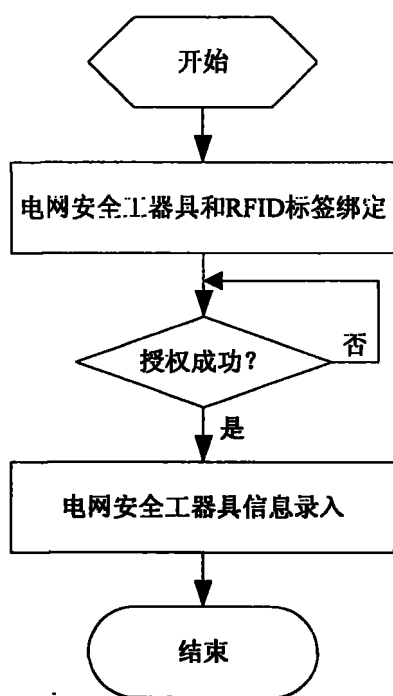 开始
电网安全工器具和RFID标签绑定
否
授权成功？
是
电网安全工器具信息录入
结束